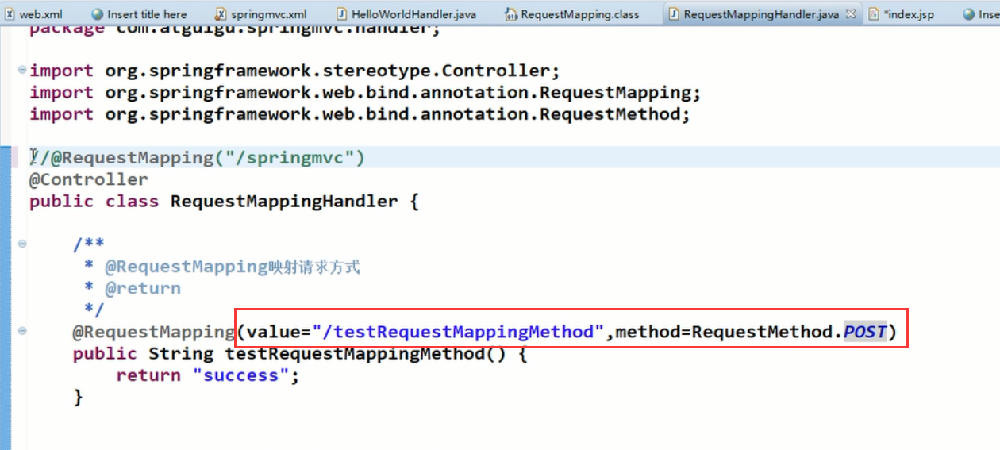 web.xml Insert title here springmvc.xml HelloWorldHandler.java RequestMapping.class RequestMappingHandler.java *index.jsp Inse
package com.atguigu.springmvc.handler;
import org.springframework.stereotype.Controller;
import org.springframework.web.bind.annotation.RequestMapping;
import org.springframework.web.bind.annotation.RequestMethod;
//@RequestMapping("/springmvc")
@Controller
public class RequestMappingHandler {
/**
* @RequestMapping映射请求方式
* @return
*/
@RequestMapping(value="/testRequestMappingMethod",method=RequestMethod.POST)
public String testRequestMappingMethod() {
return "success";
}